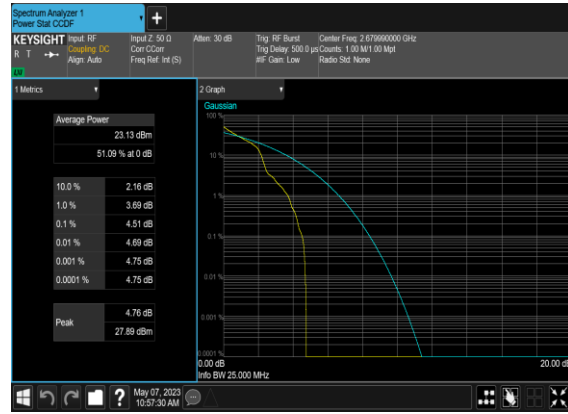 Spectrum Analyzer 1
Power Stat CCDF
+
KEYSIGHT
R T
LXI
Input: RF
Coupling: DC
Align: Auto
Input Z: 50 Ω
Corr CCorr
Freq Ref: Int (S)
Atten: 30 dB
Trig: RF Burst
Trig Delay: 500.0 µs
#IF Gain: Low
Center Freq: 2.679990000 GHz
Counts: 1.00 M/1.00 Mpt
Radio Std: None
1 Metrics
Average Power
23.13 dBm
51.09 % at 0 dB
10.0 % 2.16 dB
1.0 % 3.69 dB
0.1 % 4.51 dB
0.01 % 4.69 dB
0.001 % 4.75 dB
0.0001 % 4.75 dB
Peak
4.76 dB
27.89 dBm
2 Graph
Gaussian
100 %
10 %
1 %
0.1 %
0.01 %
0.001 %
0.0001 %
0.00 dB
20.00 dB
Info BW 25.000 MHz
?
May 07, 2023
10:57:30 AM